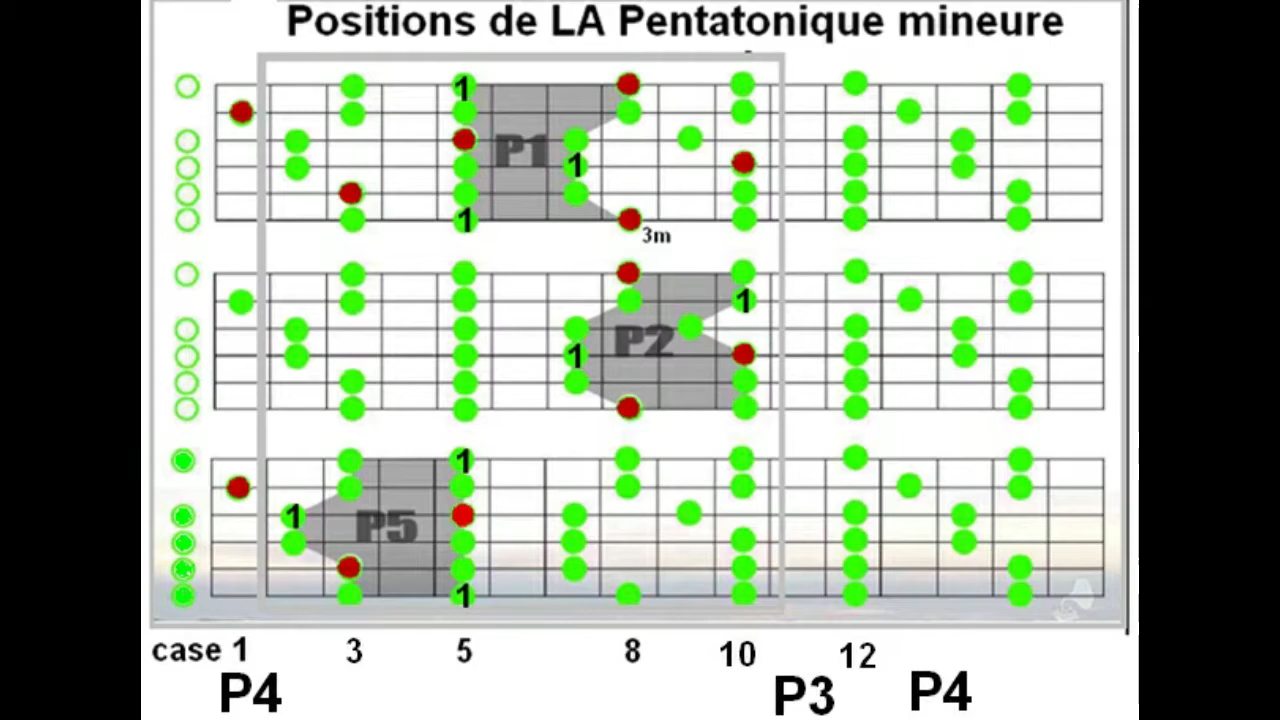 Positions de LA Pentatonique mineure
1
P1
1
1
3m
1
P2
1
1
1
P5
1
case 1 3 5 8 10 12
P4 P3 P4